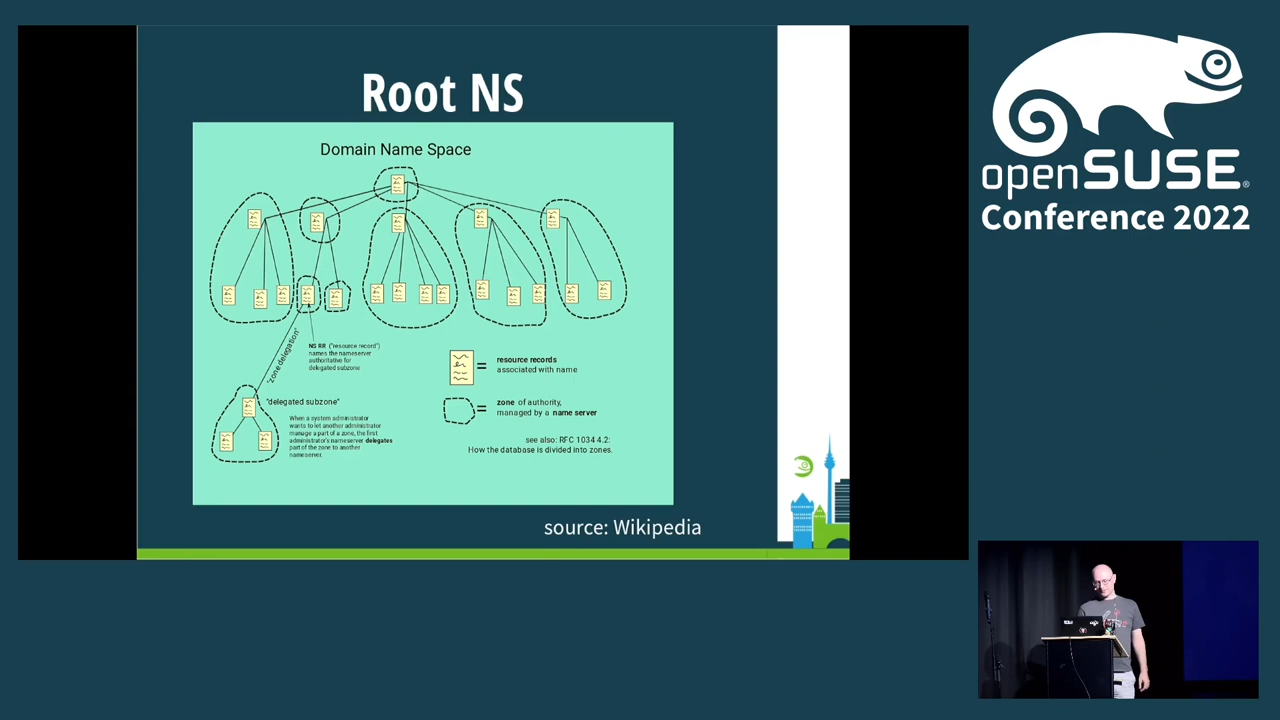 Root NS
Domain Name Space
"zone delegation"
NS RR ("resource record")
names the nameserver
authoritative for
delegated subzone
"delegated subzone"
When a system administrator
wants to let another administrator
manage a part of a zone, the first
administrator's nameserver delegates
part of the zone to another
nameserver.
= resource records
associated with name
= zone of authority,
managed by a name server
see also: RFC 1034 4.2:
How the database is divided into zones.
source: Wikipedia
openSUSE®
Conference 2022